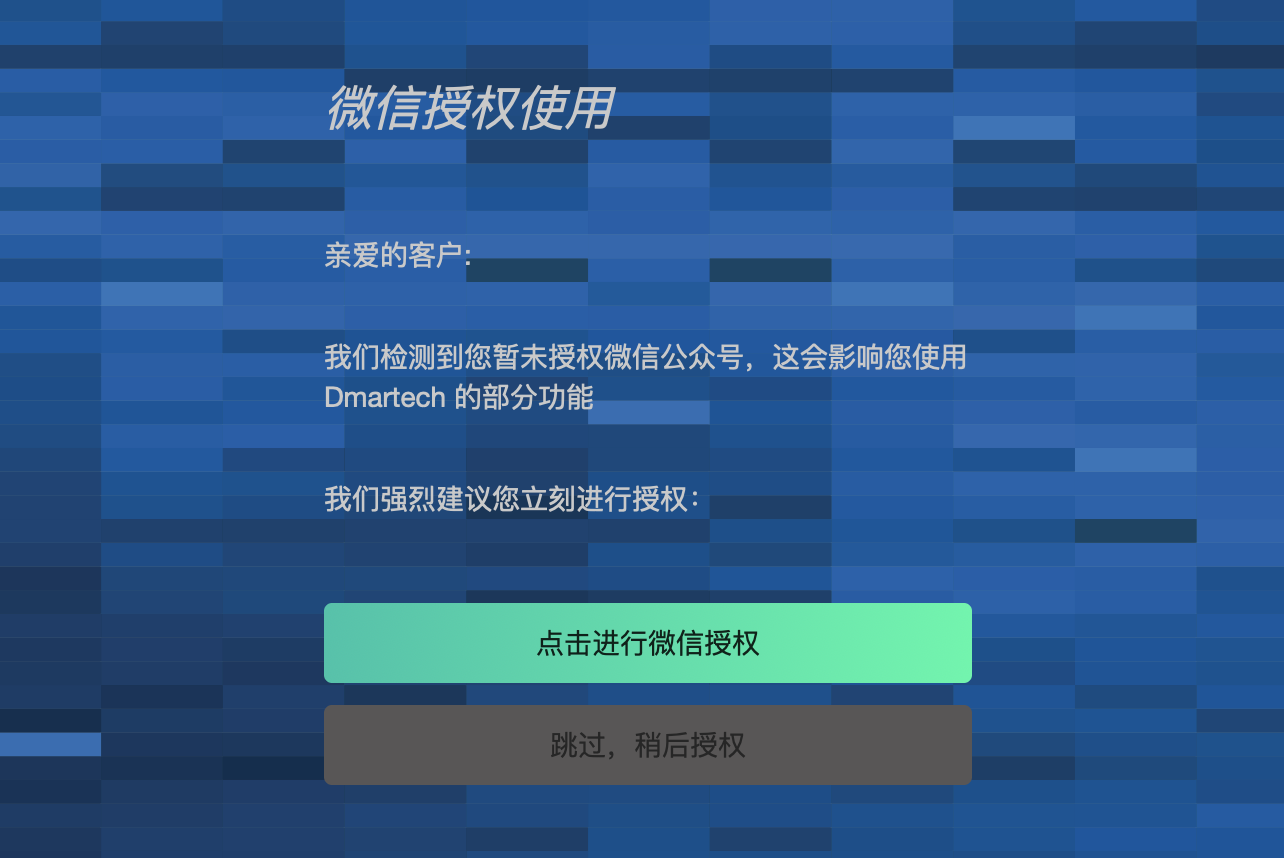 微信授权使用
亲爱的客户:
我们检测到您暂未授权微信公众号，这会影响您使用
Dmartech 的部分功能
我们强烈建议您立刻进行授权：
点击进行微信授权
跳过，稍后授权